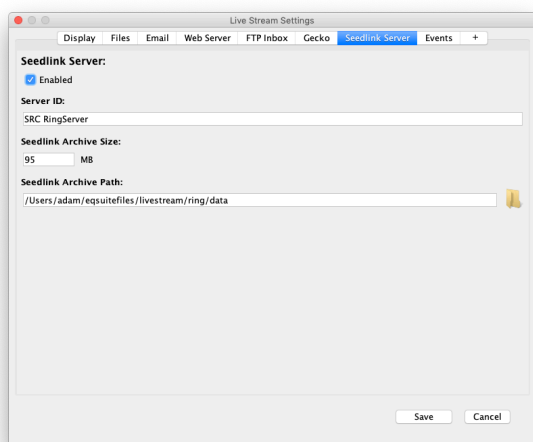 Live Stream Settings
Display Files Email Web Server FTP Inbox Gecko Seedlink Server Events +
Seedlink Server:
Enabled
Server ID:
SRC RingServer
Seedlink Archive Size:
95 MB
Seedlink Archive Path:
/Users/adam/eqsuitefiles/livestream/ring/data
Save Cancel